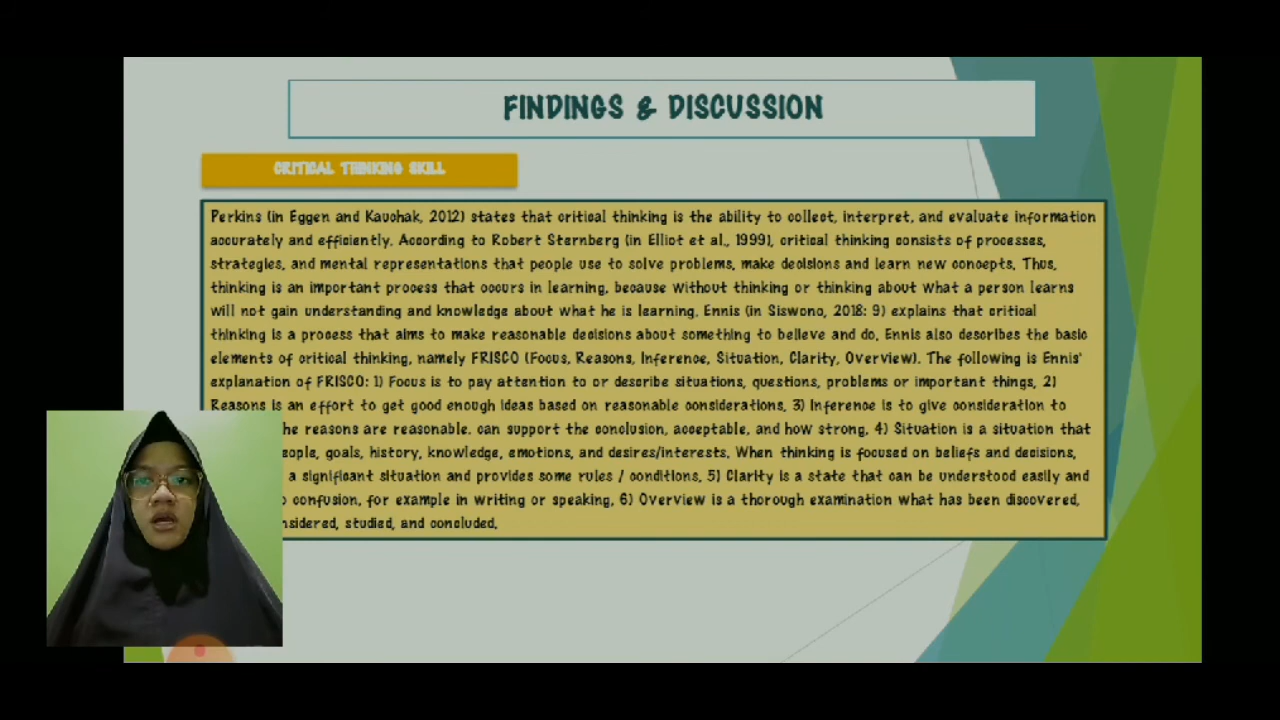 FINDINGS & DISCUSSION
CRITICAL THINKING SKILL
Perkins (in Eggen and Kauchak, 2012) states that critical thinking is the ability to collect, interpret, and evaluate information
accurately and efficiently. According to Robert Sternberg (in Elliot et al., 1999), critical thinking consists of processes,
strategies, and mental representations that people use to solve problems, make decisions and learn new concepts. Thus,
thinking is an important process that occurs in learning, because without thinking or thinking about what a person learns
will not gain understanding and knowledge about what he is learning. Ennis (in Siswono, 2018: 9) explains that critical
thinking is a process that aims to make reasonable decisions about something to believe and do. Ennis also describes the basic
elements of critical thinking, namely FRISCO (Focus, Reasons, Inference, Situation, Clarity, Overview). The following is Ennis'
explanation of FRISCO: 1) Focus is to pay attention to or describe situations, questions, problems or important things. 2)
Reasons is an effort to get good enough ideas based on reasonable considerations. 3) Inference is to give consideration to
the reasons are reasonable. can support the conclusion, acceptable, and how strong. 4) Situation is a situation that
goals, history, knowledge, emotions, and desires/interests. When thinking is focused on beliefs and decisions,
a significant situation and provides some rules / conditions. 5) Clarity is a state that can be understood easily and
confusion, for example in writing or speaking. 6) Overview is a thorough examination what has been discovered,
studied, and concluded.